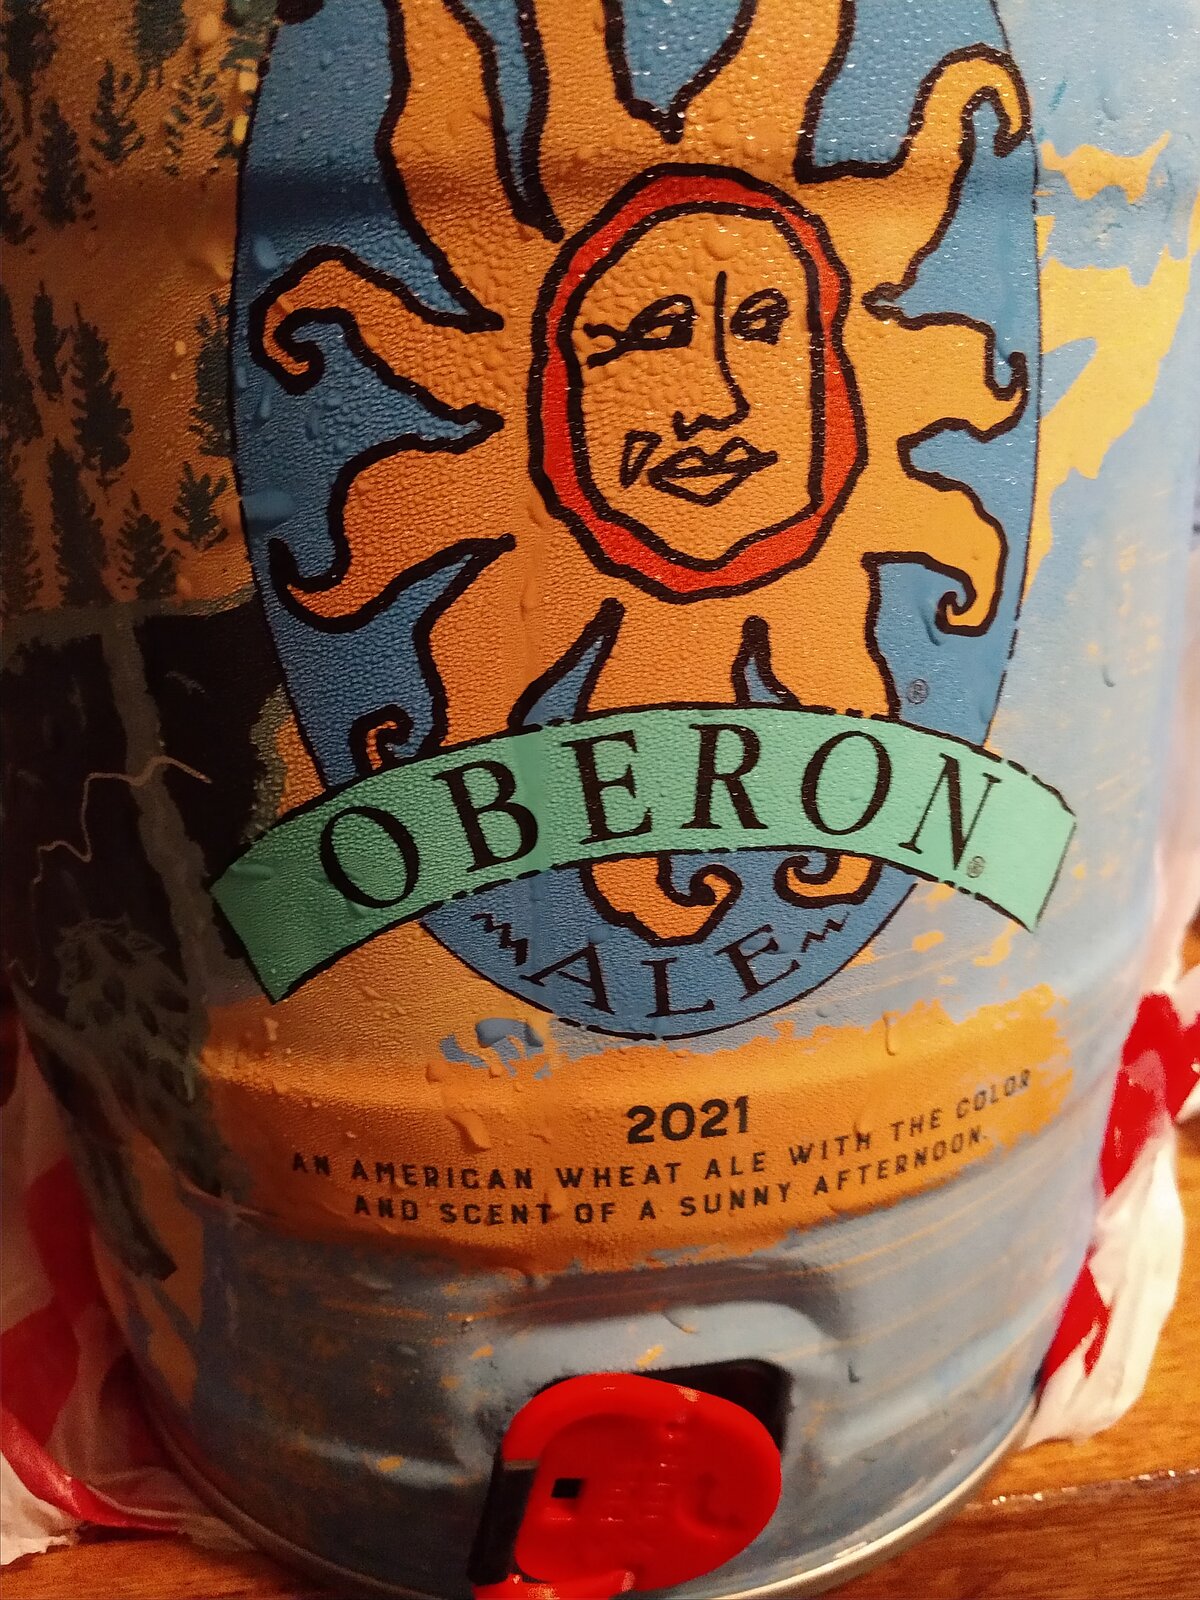 OBERON®
ALE
®
2021
AN AMERICAN WHEAT ALE WITH THE COLOR
AND SCENT OF A SUNNY AFTERNOON.